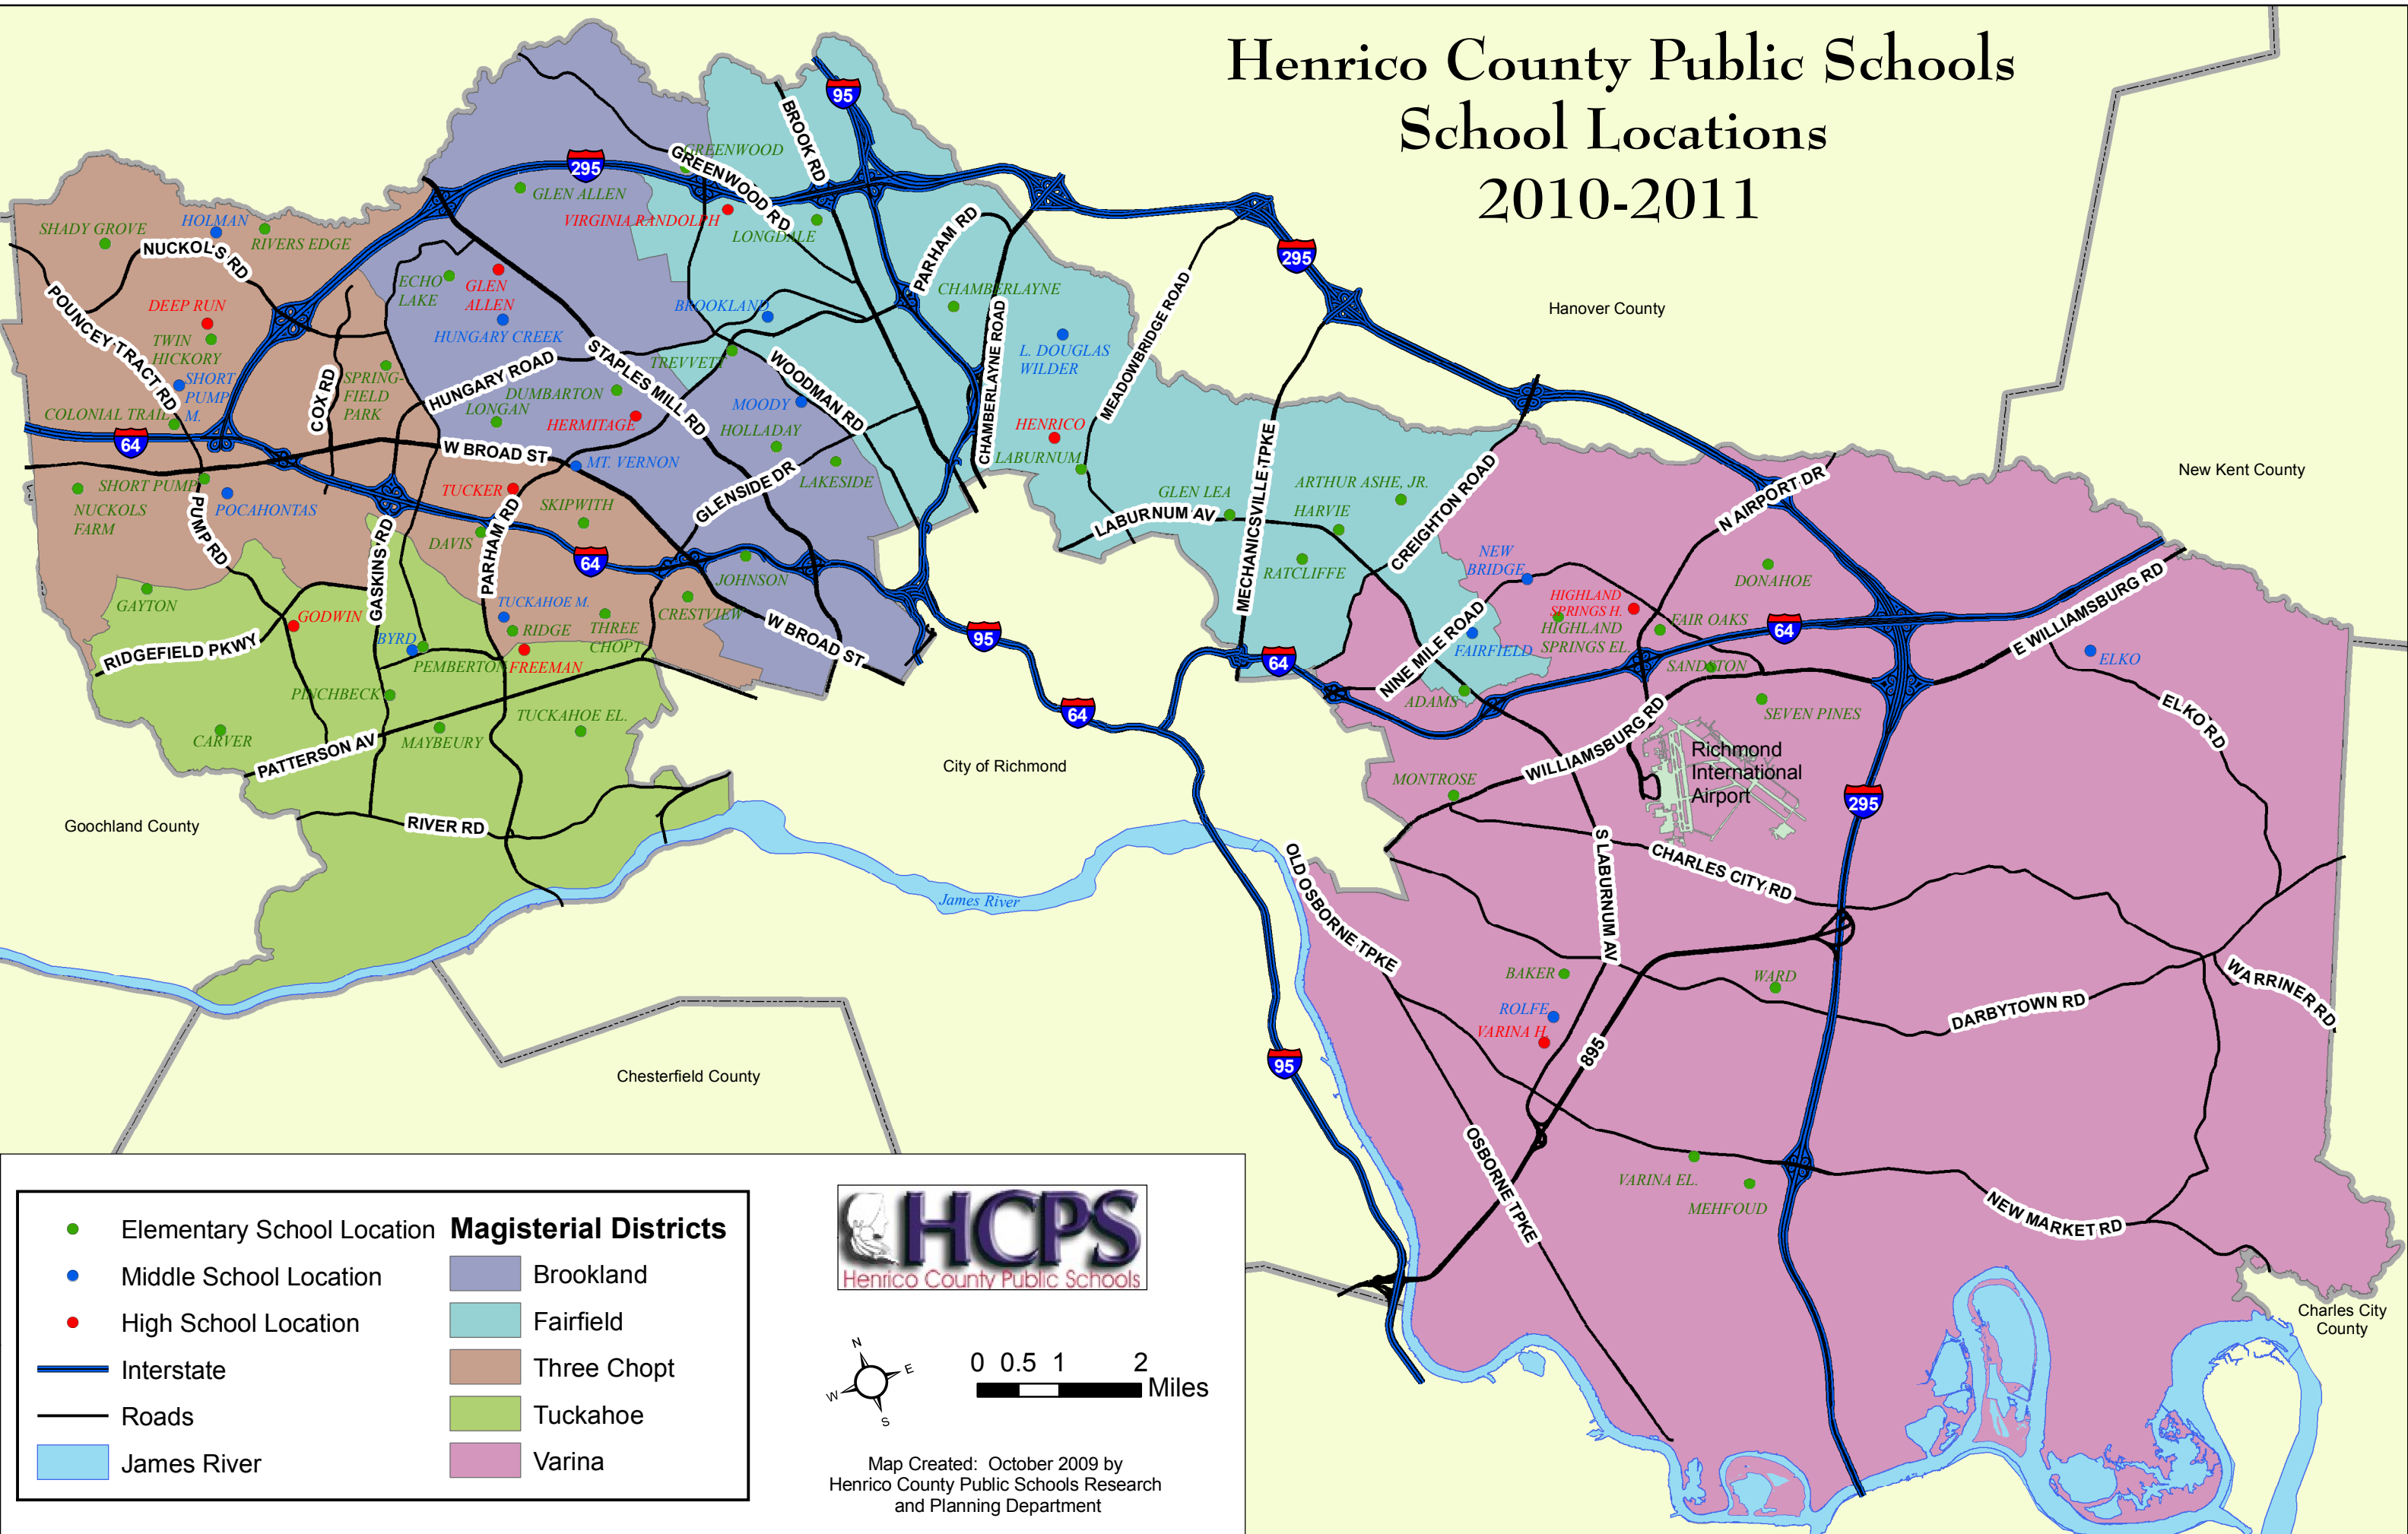 Henrico County Public Schools
School Locations
2010-2011
95
BROOK RD
GREENWOOD
GREENWOOD RD
295
GLEN ALLEN
VIRGINIA RANDOLPH
LONGDALE
PARHAM RD
SHADY GROVE
HOLMAN
RIVERS EDGE
NUCKOLS RD
295
ECHO
LAKE
GLEN
ALLEN
HUNGARY CREEK
BROOKLAND
CHAMBERLAYNE
CHAMBERLAYNE ROAD
MEADOWBRIDGE ROAD
Hanover County
POUNCEY TRACT RD
DEEP RUN
TWIN
HICKORY
SHORT
PUMP
M.
COLONIAL TRAIL
COX RD
SPRING-
FIELD
PARK
HUNGARY ROAD
STAPLES MILL RD
TREVVETT
WOODMAN RD
L. DOUGLAS
WILDER
DUMBARTON
LONGAN
HERMITAGE
MOODY
HOLLADAY
HENRICO
LABURNUM
64
W BROAD ST
MT. VERNON
GLENSIDE DR
LAKESIDE
New Kent County
SHORT PUMP
NUCKOLS
FARM
POCAHONTAS
PUMP RD
TUCKER
SKIPWITH
GLEN LEA
ARTHUR ASHE, JR.
HARVIE
LABURNUM AV
MECHANICSVILLE TPKE
CREIGHTON ROAD
N AIRPORT DR
DAVIS
PARHAM RD
GASKINS RD
64
JOHNSON
RATCLIFFE
NEW
BRIDGE
DONAHOE
GAYTON
GODWIN
TUCKAHOE M.
RIDGE
THREE
CHOPT
CRESTVIEW
W BROAD ST
95
HIGHLAND
SPRINGS H.
HIGHLAND
SPRINGS EL.
FAIR OAKS
64
E WILLIAMSBURG RD
RIDGEFIELD PKWY
BYRD
PEMBERTON
FREEMAN
NINE MILE ROAD
FAIRFIELD
SANDSTON
ELKO
64
PINCHBECK
ADAMS
SEVEN PINES
ELKO RD
64
CARVER
PATTERSON AV
MAYBEURY
TUCKAHOE EL.
City of Richmond
WILLIAMSBURG RD
Richmond
International
Airport
MONTROSE
295
Goochland County
RIVER RD
James River
OLD OSBORNE TPKE
S LABURNUM AV
CHARLES CITY RD
BAKER
WARD
ROLFE
VARINA H.
DARBYTOWN RD
WARRINER RD
895
95
Chesterfield County
OSBORNE TPKE
VARINA EL.
MEHFOUD
NEW MARKET RD
Charles City
County
Elementary School Location
Middle School Location
High School Location
Interstate
Roads
James River
Magisterial Districts
Brookland
Fairfield
Three Chopt
Tuckahoe
Varina
HCPS
Henrico County Public Schools
N
E
W
S
0 0.5 1 2
Miles
Map Created: October 2009 by
Henrico County Public Schools Research
and Planning Department